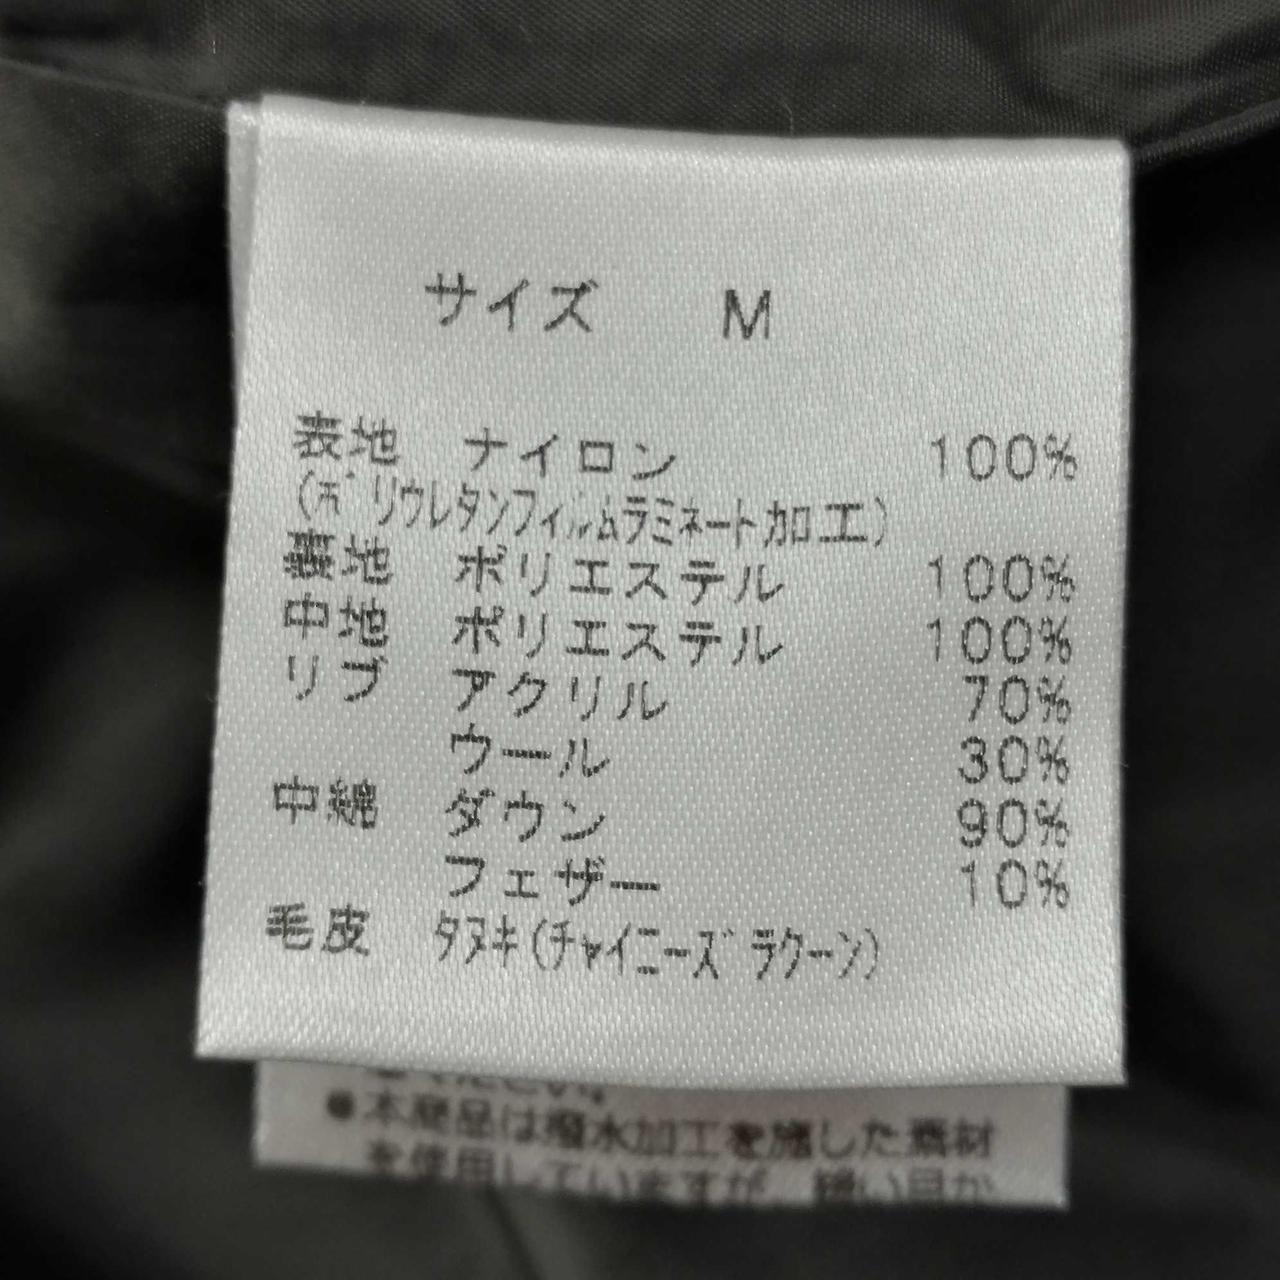 サイズ M
表地 ナイロン 100%
(ポリウレタンフィルムラミネート加工)
裏地 ポリエステル 100%
中地 ポリエステル 100%
リブ アクリル 70%
ウール 30%
中綿 ダウン 90%
フェザー 10%
毛皮 タヌキ(チャイニーズラクーン)
●本商品は撥水加工を施した素材
を使用していますが、縫い目か